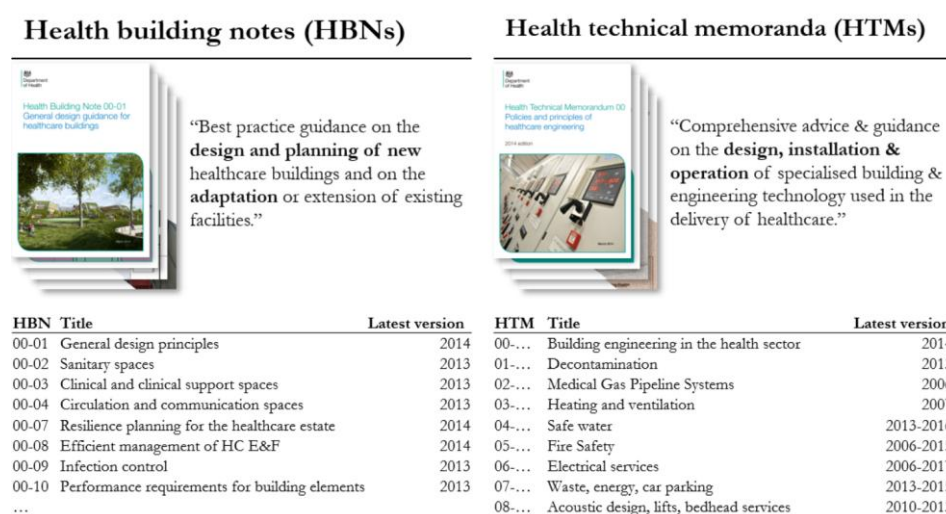 Health building notes (HBNs)
Department
of Health
Health Building Note 00-01
General design guidance for
healthcare buildings
“Best practice guidance on the
design and planning of new
healthcare buildings and on the
adaptation or extension of existing
facilities.”
HBN Title Latest version
00-01 General design principles 2014
00-02 Sanitary spaces 2013
00-03 Clinical and clinical support spaces 2013
00-04 Circulation and communication spaces 2013
00-07 Resilience planning for the healthcare estate 2014
00-08 Efficient management of HC E&F 2014
00-09 Infection control 2013
00-10 Performance requirements for building elements 2013
...
Health technical memoranda (HTMs)
Department
of Health
Health Technical Memorandum 00
Policies and principles of
healthcare engineering
2014 edition
“Comprehensive advice & guidance
on the design, installation &
operation of specialised building &
engineering technology used in the
delivery of healthcare.”
HTM Title Latest version
00-... Building engineering in the health sector
01-... Decontamination
02-... Medical Gas Pipeline Systems
03-... Heating and ventilation
04-... Safe water
05-... Fire Safety
06-... Electrical services
07-... Waste, energy, car parking
08-... Acoustic design, lifts, bedhead services